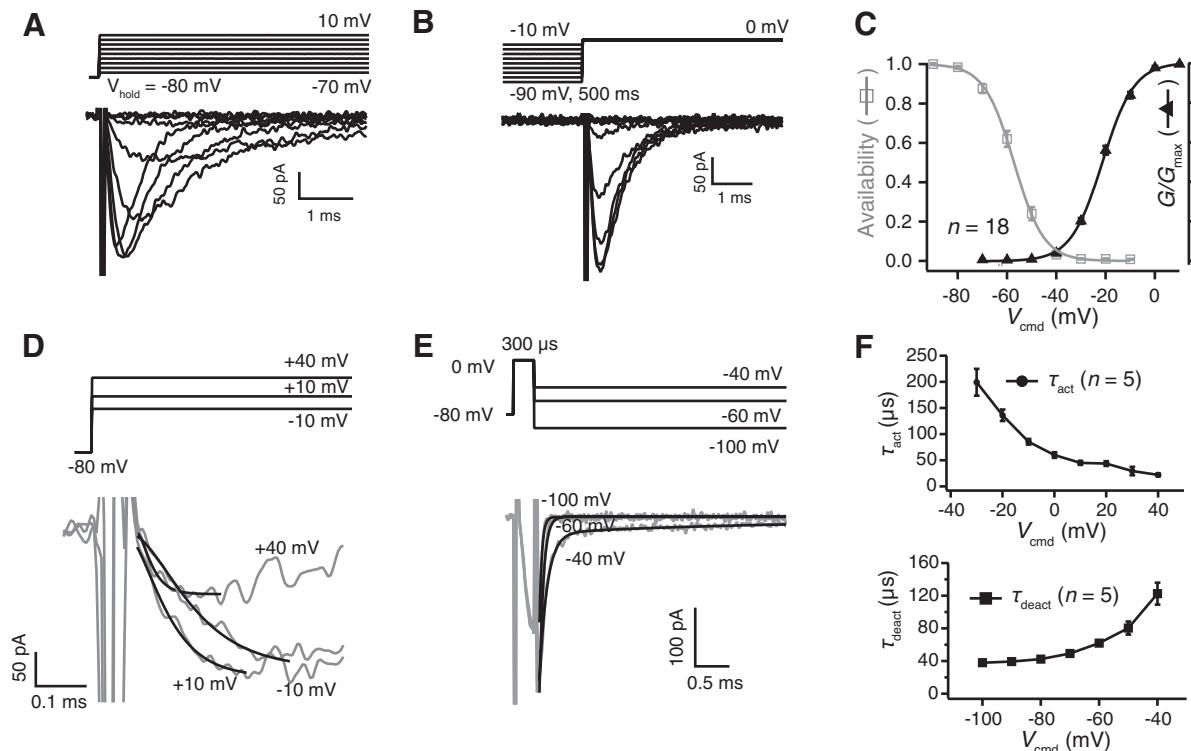 A
10 mV
V_hold = -80 mV
-70 mV
50 pA
1 ms
B
-10 mV
0 mV
-90 mV, 500 ms
50 pA
1 ms
C
Availability ( )
1.0
0.8
0.6
0.4
0.2
0.0
n = 18
G/G_max ( )
-80
-60
-40
-20
0
V_cmd (mV)
D
+40 mV
+10 mV
-10 mV
-80 mV
+40 mV
+10 mV
-10 mV
50 pA
0.1 ms
E
300 µs
0 mV
-80 mV
-40 mV
-60 mV
-100 mV
-100 mV
-60 mV
-40 mV
100 pA
0.5 ms
F
τ_act (µs)
250
200
150
100
50
0
τ_act (n = 5)
-40
-20
0
20
40
V_cmd (mV)
τ_deact (µs)
160
120
80
40
0
τ_deact (n = 5)
-100
-80
-60
-40
V_cmd (mV)